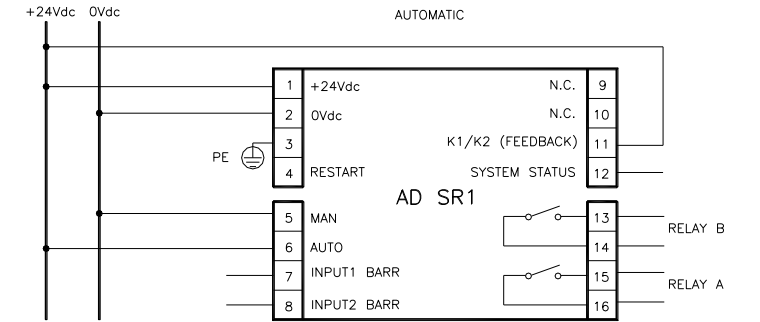 +24Vdc 0Vdc
AUTOMATIC
1 +24Vdc N.C. 9
2 0Vdc N.C. 10
3 K1/K2 (FEEDBACK) 11
PE
4 RESTART SYSTEM STATUS 12
AD SR1
5 MAN 13
RELAY B
6 AUTO 14
7 INPUT1 BARR 15
RELAY A
8 INPUT2 BARR 16